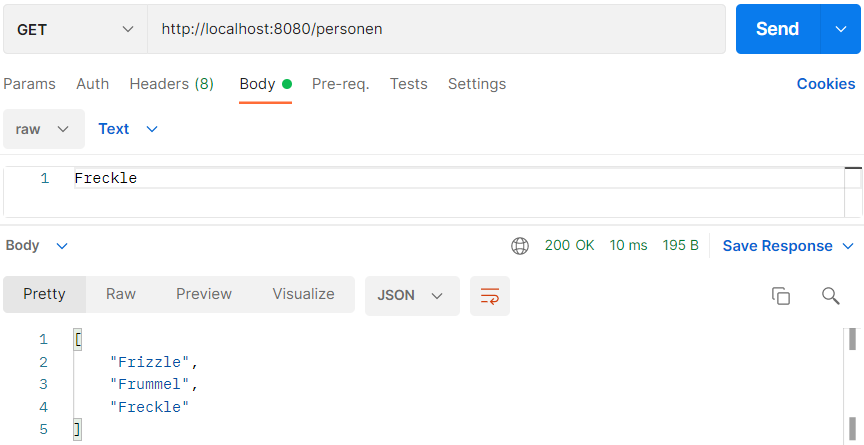 GET http://localhost:8080/personen Send
Params Auth Headers (8) Body Pre-req. Tests Settings Cookies
raw Text
1 Freckle
Body 200 OK 10 ms 195 B Save Response
Pretty Raw Preview Visualize JSON
1 [
2 "Frizzle",
3 "Frummel",
4 "Freckle"
5 ]